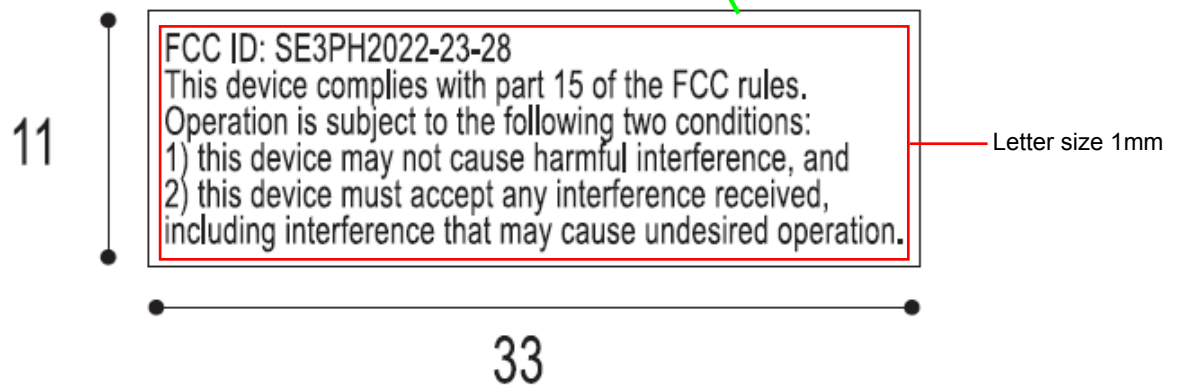 FCC ID: SE3PH2022-23-28
This device complies with part 15 of the FCC rules.
Operation is subject to the following two conditions:
1) this device may not cause harmful interference, and
2) this device must accept any interference received,
including interference that may cause undesired operation.
11
Letter size 1mm
33